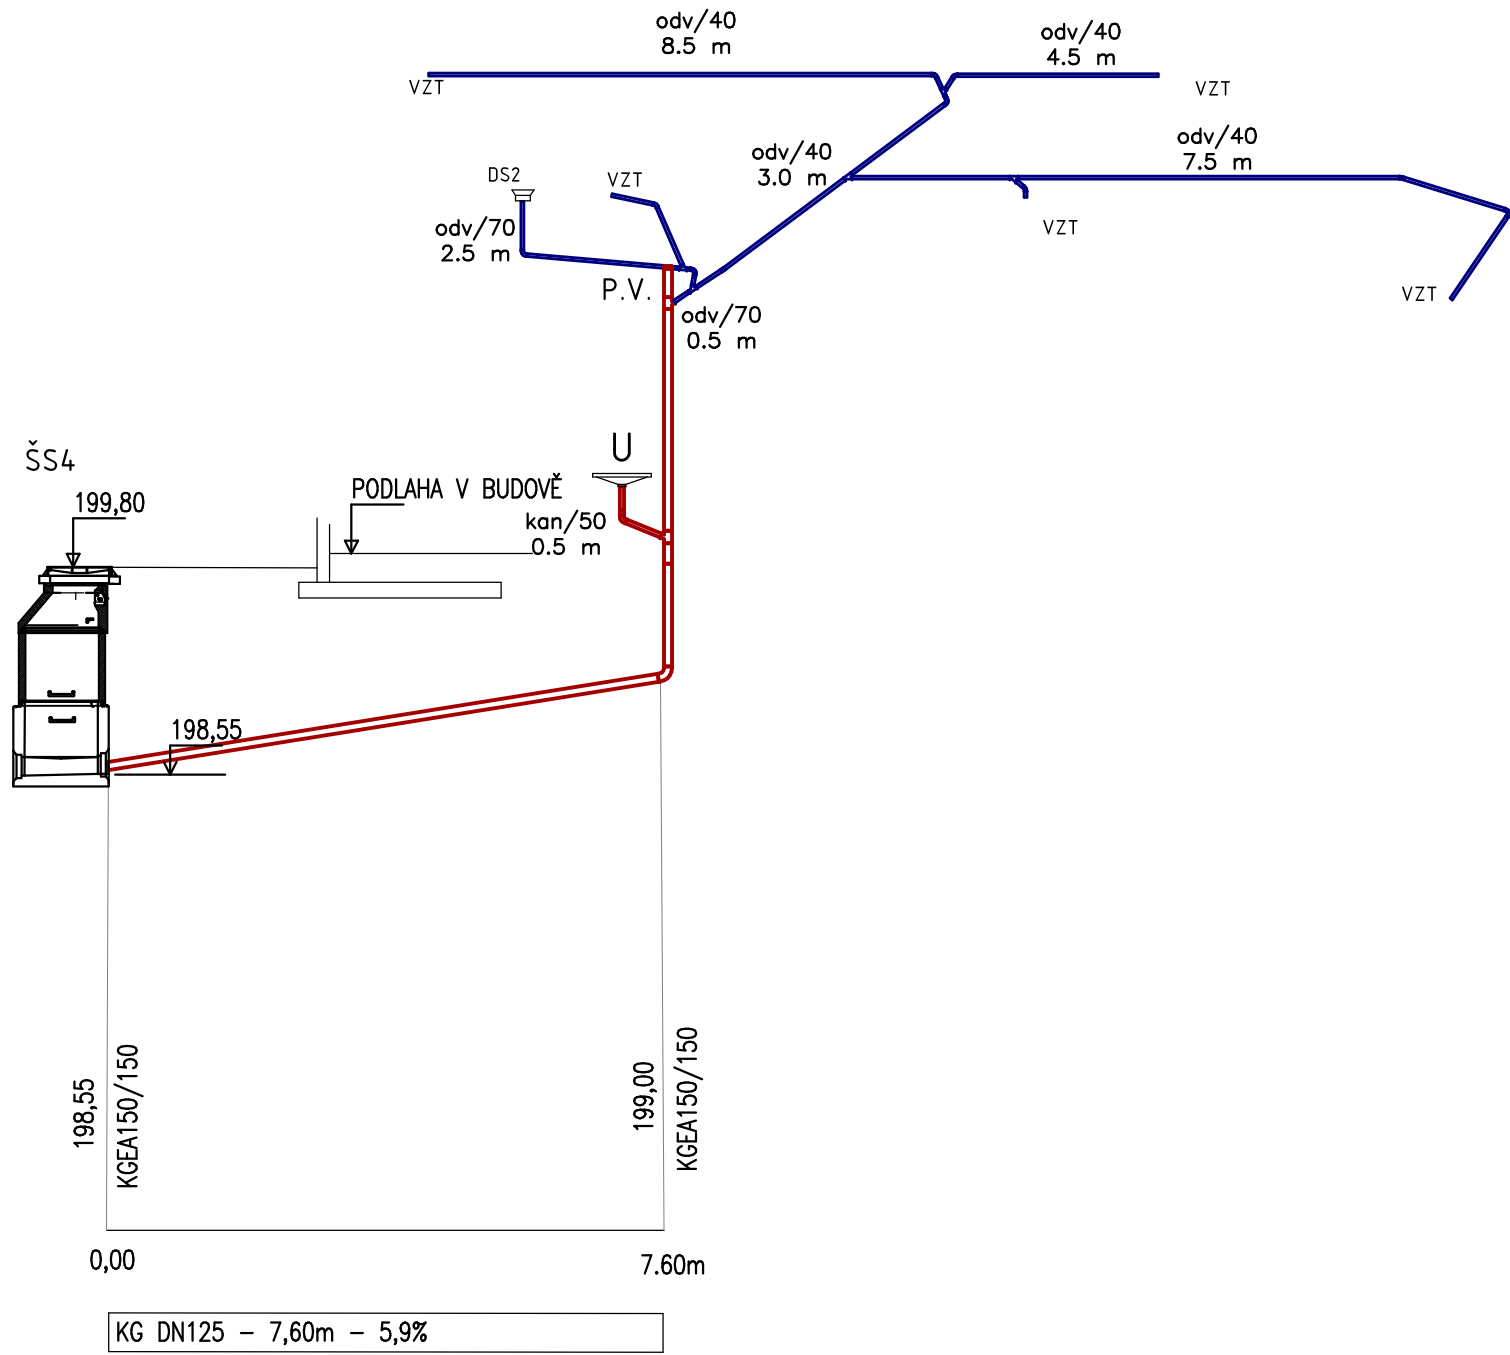 odv/40
8.5 m
odv/40
4.5 m
VZT
VZT
odv/40
7.5 m
odv/40
3.0 m
DS2
VZT
odv/70
2.5 m
VZT
P.V.
VZT
odv/70
0.5 m
U
ŠS4
PODLAHA V BUDOVĚ
199,80
kan/50
0.5 m
198,55
198,55
KGEA150/150
199,00
KGEA150/150
0,00
7.60m
KG DN125 – 7,60m – 5,9%